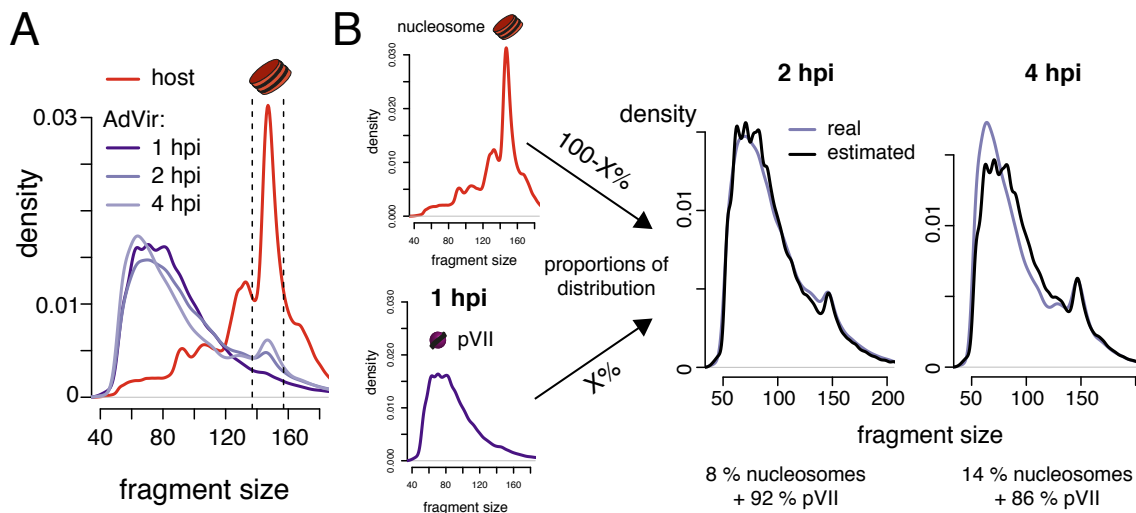 A
host
AdVir:
1 hpi
2 hpi
4 hpi
density
0.03
0.01
0
40 80 120 160
fragment size
B
nucleosome
density
0.000 0.010 0.020 0.030
40 80 120 160
fragment size
100-X%
proportions of
distribution
1 hpi
pVII
density
0.000 0.010 0.020 0.030
40 80 120 160
fragment size
X%
2 hpi
4 hpi
density
real
estimated
0.01
0
50 100 150 200
0.01
0
50 100 150
fragment size
8 % nucleosomes
+ 92 % pVII
14 % nucleosomes
+ 86 % pVII